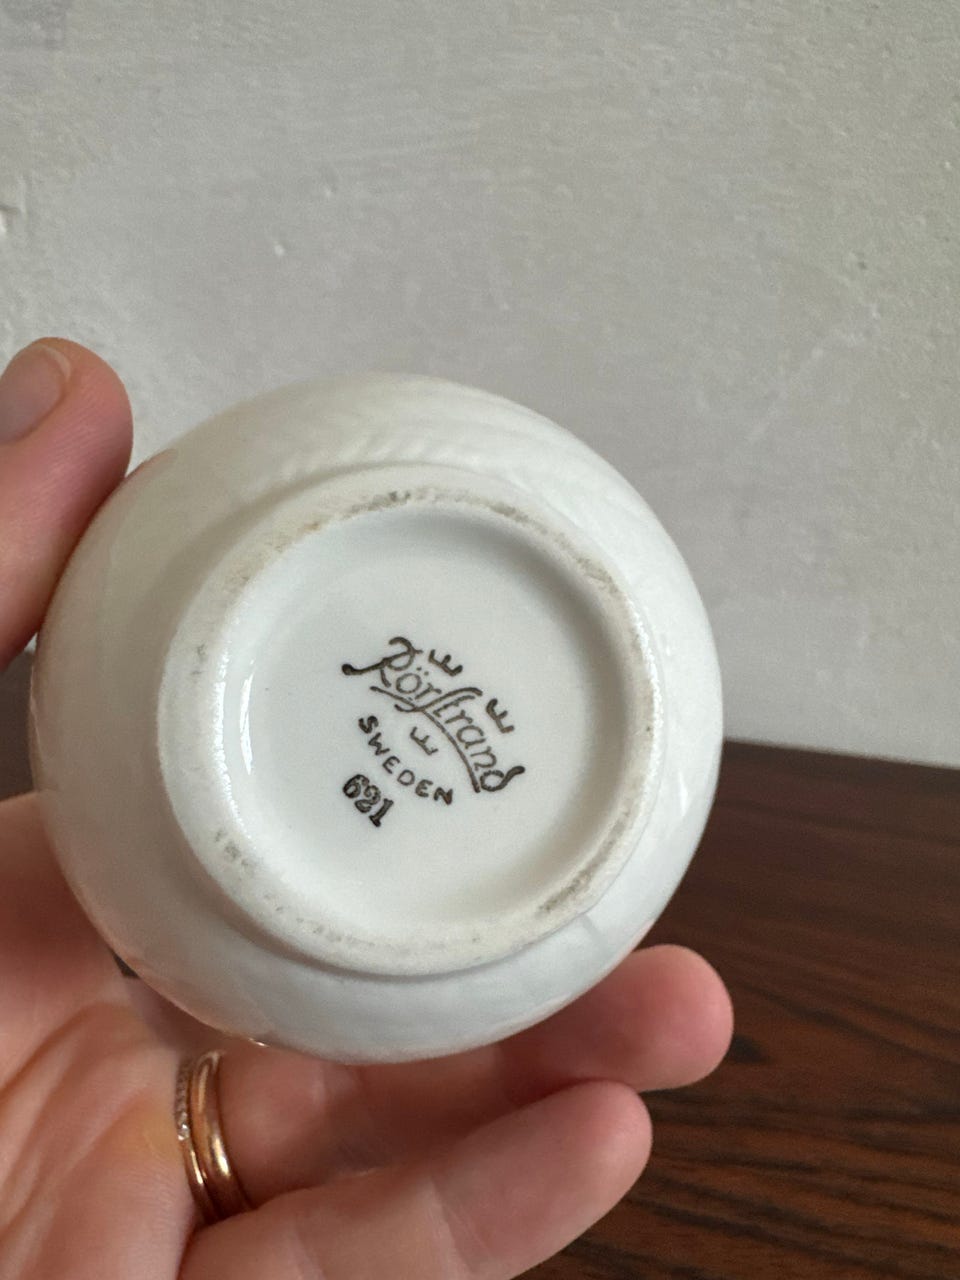 Rörstrand
SWEDEN
621